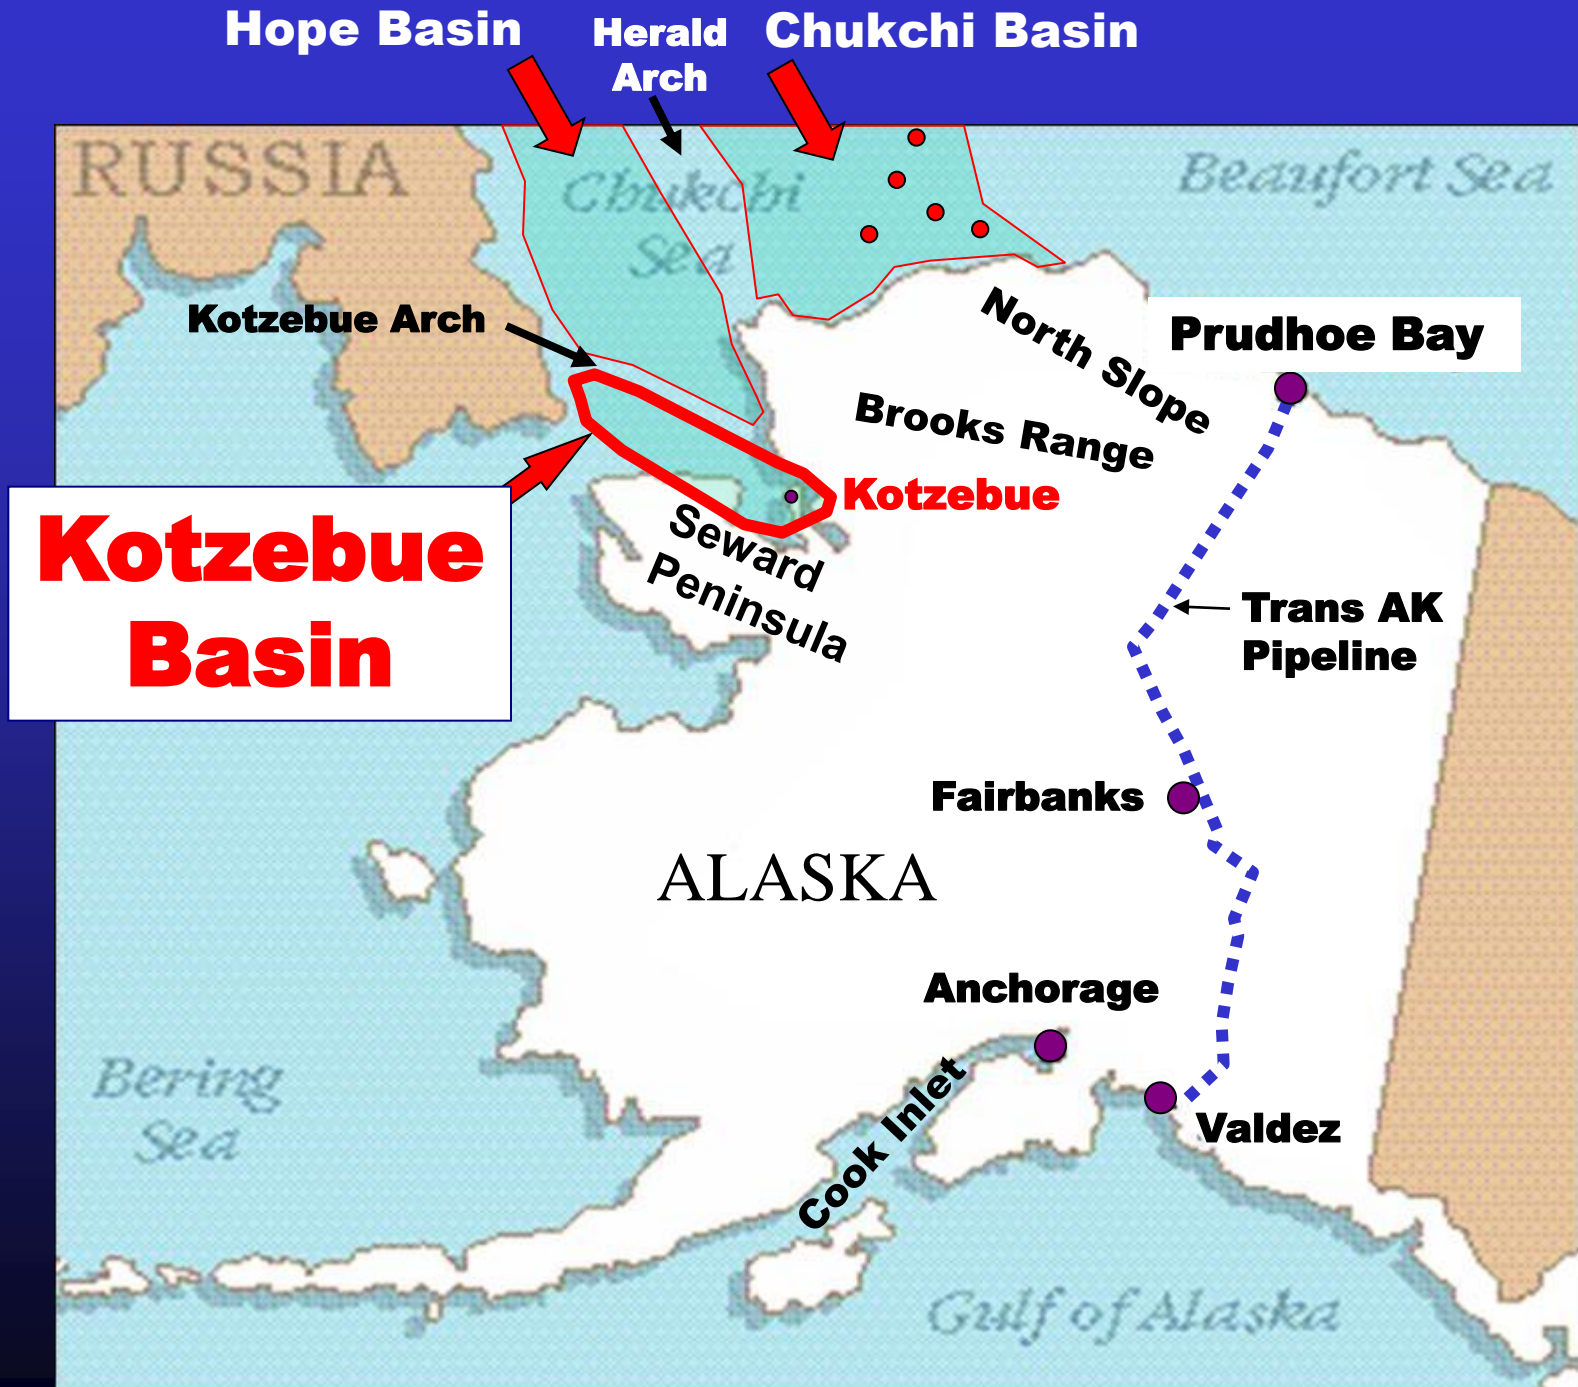 Hope Basin
Herald
Arch
Chukchi Basin
RUSSIA
Chukchi
Sea
Beaufort Sea
Kotzebue Arch
North Slope
Prudhoe Bay
Brooks Range
Kotzebue
Kotzebue
Basin
Seward
Peninsula
Trans AK
Pipeline
Fairbanks
ALASKA
Anchorage
Bering
Sea
Cook Inlet
Valdez
Gulf of Alaska